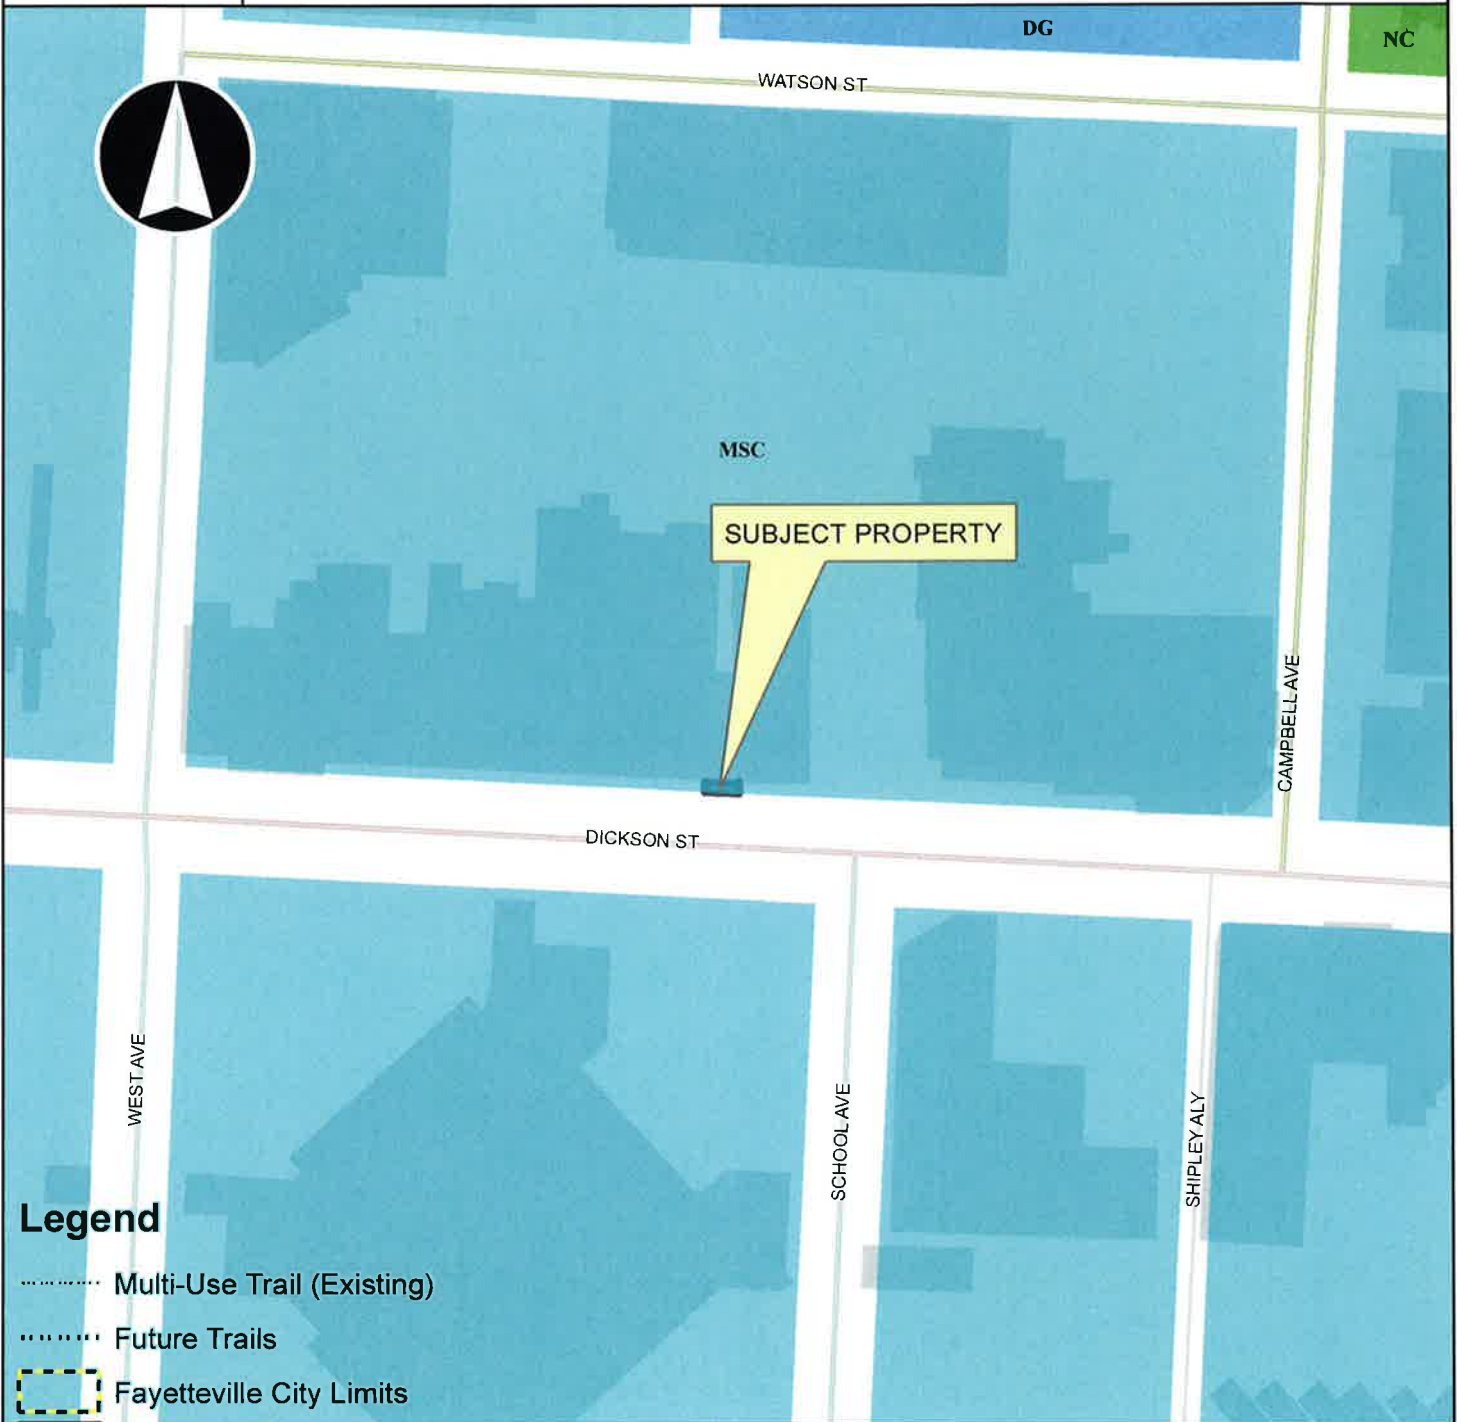 DG
NC
WATSON ST
MSC
SUBJECT PROPERTY
CAMPBELL AVE
DICKSON ST
WEST AVE
SCHOOL AVE
SHIPLEY ALY
Legend
Multi-Use Trail (Existing)
Future Trails
Fayetteville City Limits